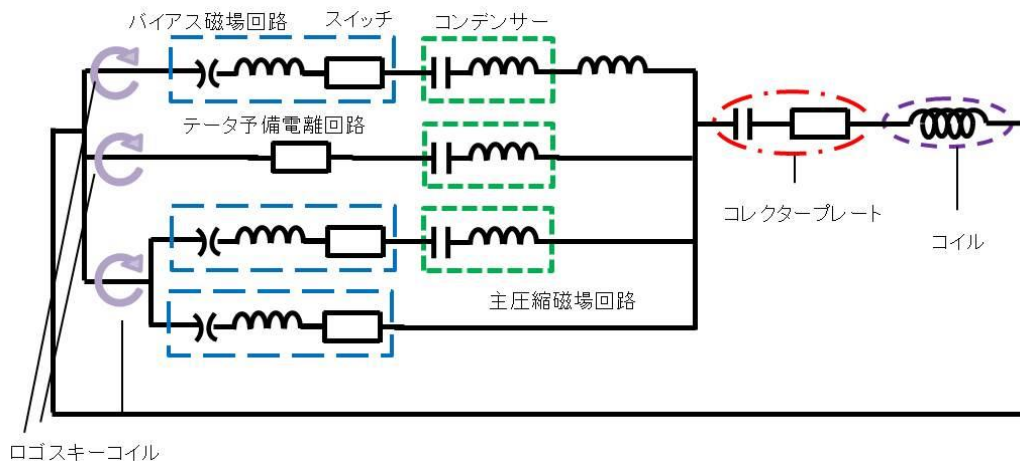 バイアス磁場回路
スイッチ
コンデンサー
テータ予備電離回路
コレクタープレート
コイル
主圧縮磁場回路
ロゴスキーコイル